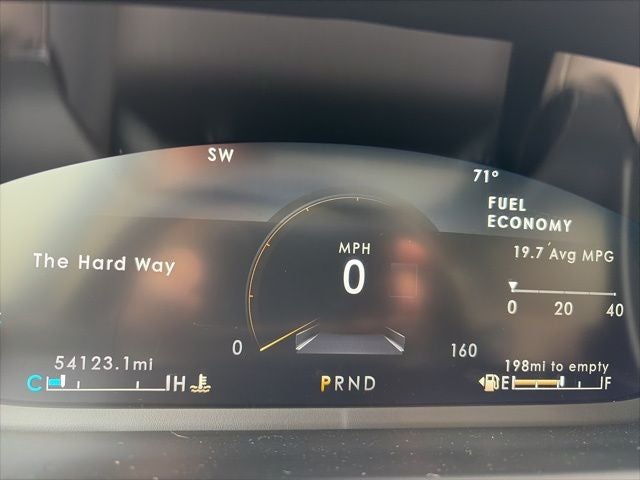 SW
71°
FUEL
ECONOMY
MPH
19.7 Avg MPG
The Hard Way
0
0 20 40
0
160
54123.1mi
198mi to empty
C H
PRND
E F